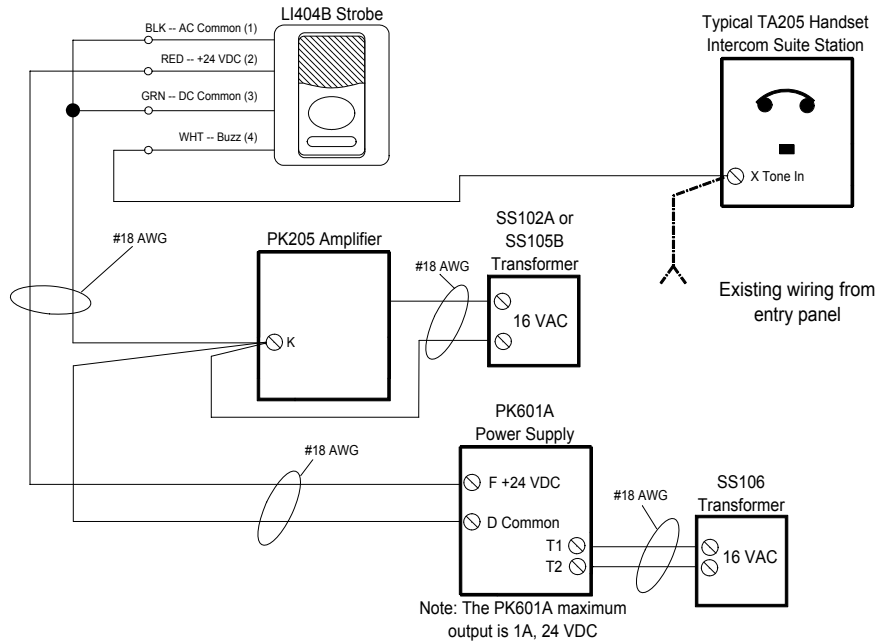 LI404B Strobe
BLK -- AC Common (1)
RED -- +24 VDC (2)
GRN -- DC Common (3)
WHT -- Buzz (4)
Typical TA205 Handset
Intercom Suite Station
X Tone In
#18 AWG
PK205 Amplifier
K
#18 AWG
SS102A or
SS105B
Transformer
16 VAC
Existing wiring from
entry panel
#18 AWG
PK601A
Power Supply
F +24 VDC
D Common
T1
T2
#18 AWG
SS106
Transformer
16 VAC
Note: The PK601A maximum
output is 1A, 24 VDC